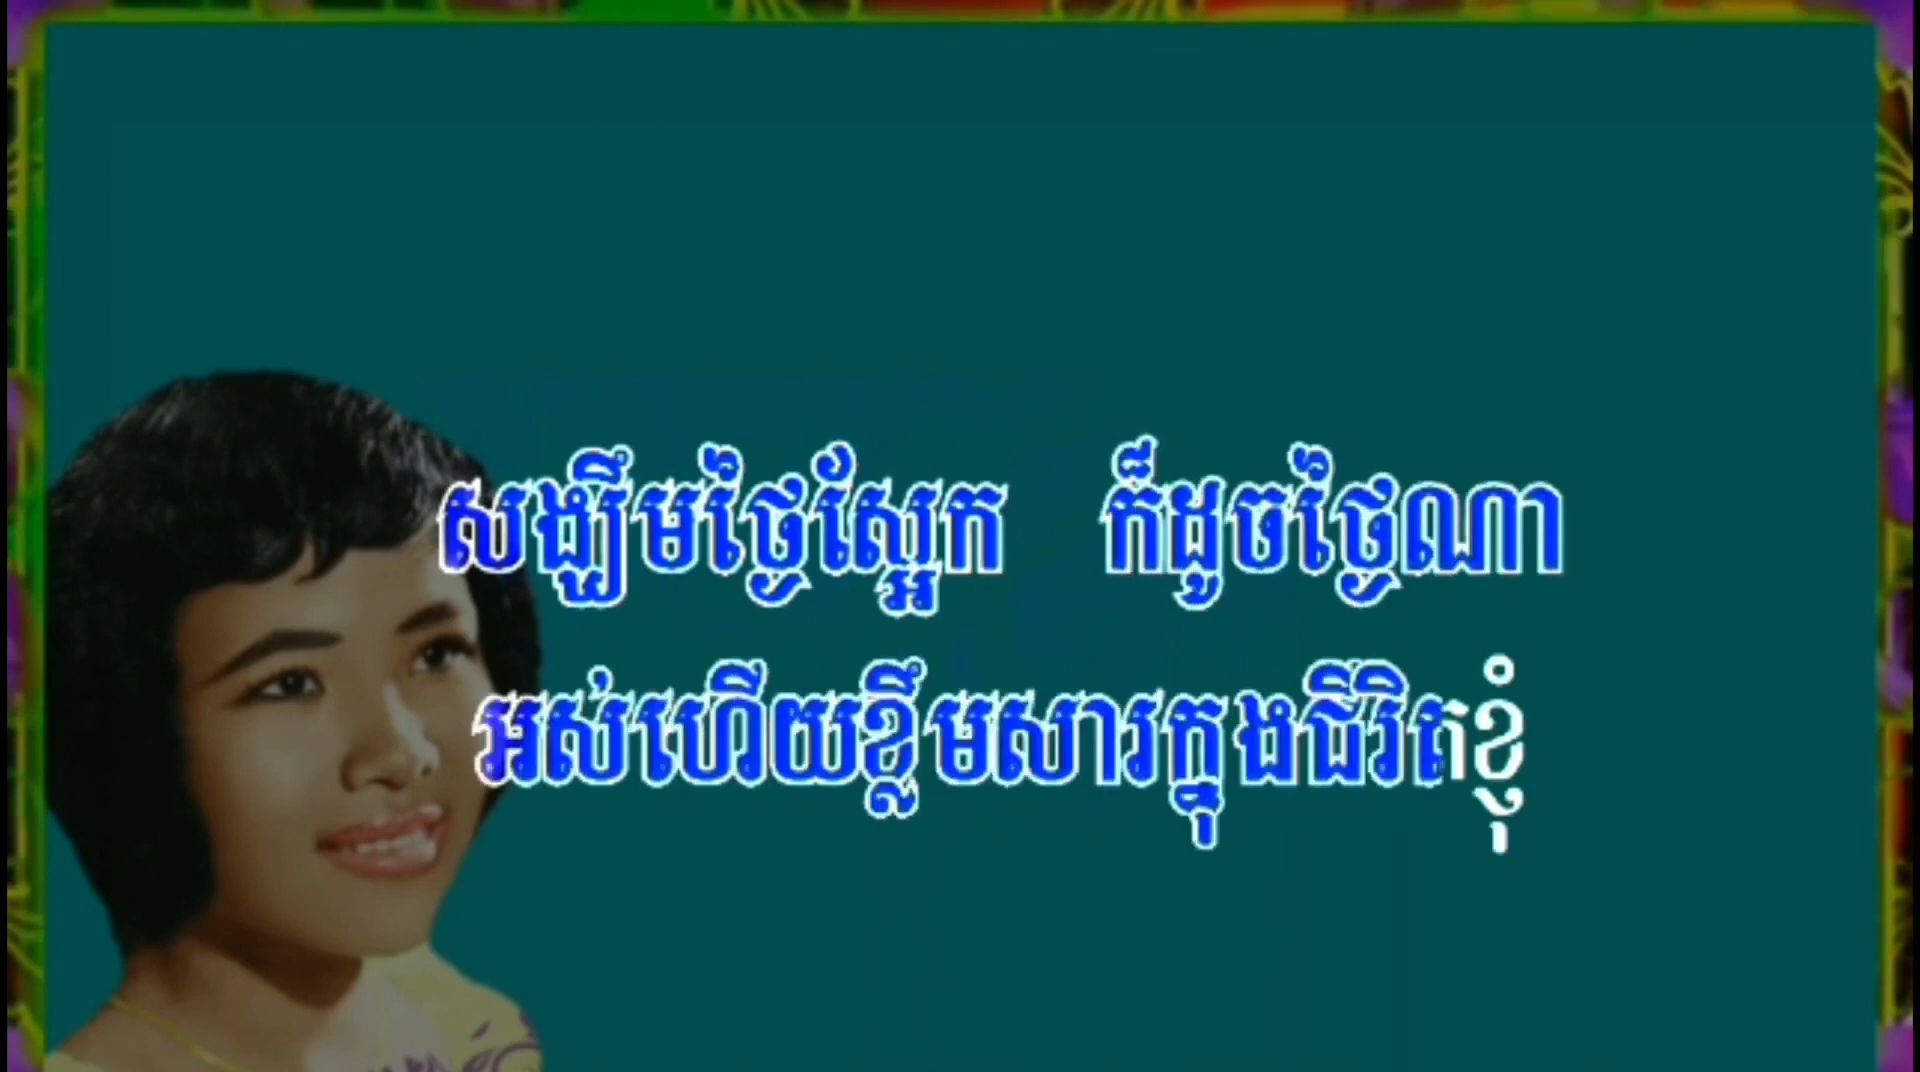 សង្ឃឹមថ្ងៃស្អែក ក៏ដូចថ្ងៃណា
អស់ហើយខ្លឹមសារក្នុងជីវិតខ្ញុំ